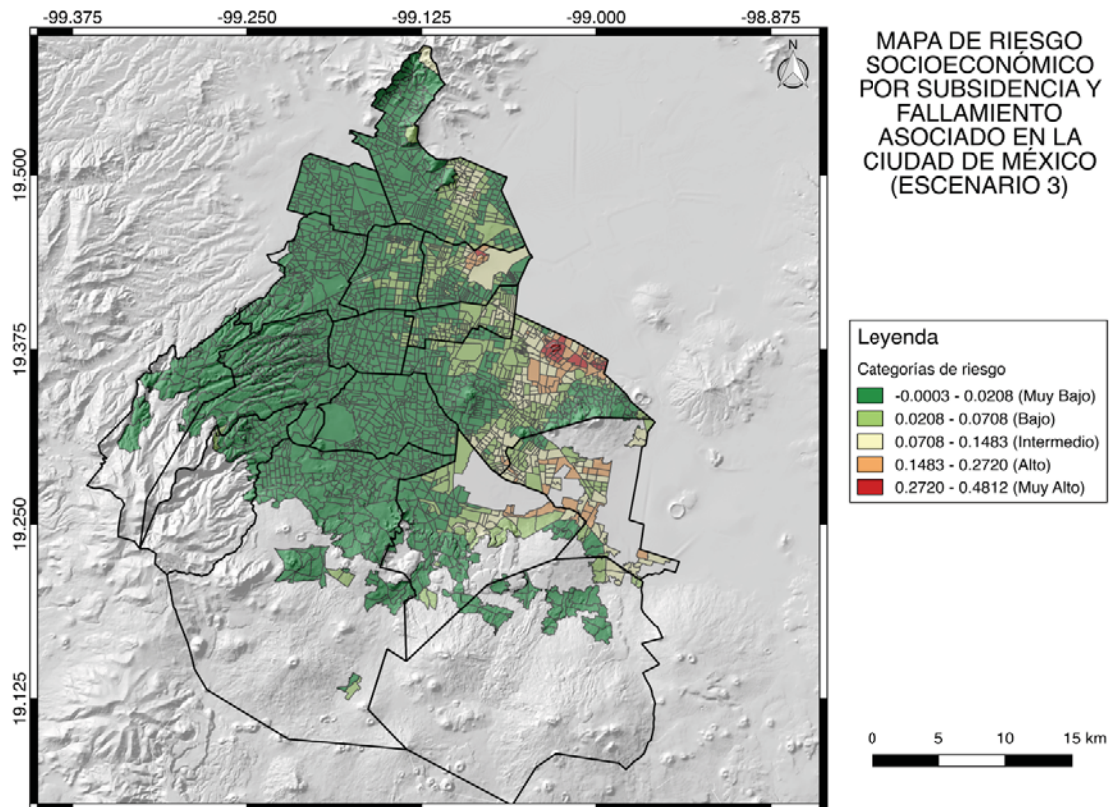 -99.375 -99.250 -99.125 -99.000 -98.875
MAPA DE RIESGO
SOCIOECONÓMICO
POR SUBSIDENCIA Y
FALLAMIENTO
ASOCIADO EN LA
CIUDAD DE MÉXICO
(ESCENARIO 3)
N
19.500
19.375
19.250
19.125
Leyenda
Categorías de riesgo
-0.0003 - 0.0208 (Muy Bajo)
0.0208 - 0.0708 (Bajo)
0.0708 - 0.1483 (Intermedio)
0.1483 - 0.2720 (Alto)
0.2720 - 0.4812 (Muy Alto)
0 5 10 15 km